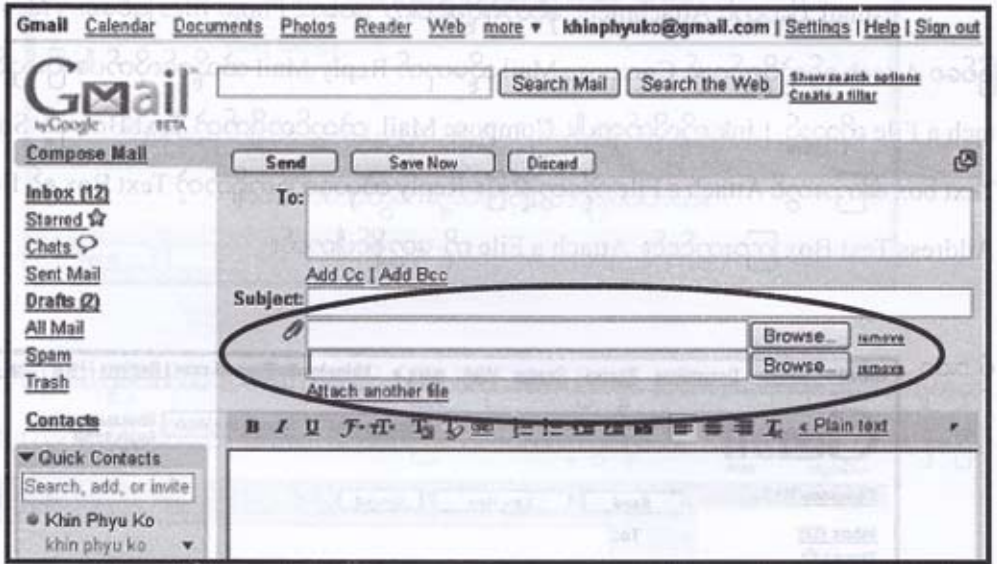 Gmail Calendar Documents Photos Reader Web more ▼ khinphyuko@gmail.com | Settings | Help | Sign out
Gmail
by Google BETA
Search Mail Search the Web Show search options
Create a filter
Compose Mail
Inbox (12)
Starred
Chats
Sent Mail
Drafts (2)
All Mail
Spam
Trash
Contacts
▼ Quick Contacts
Search, add, or invite
Khin Phyu Ko
khin phyu ko ▼
Send Save Now Discard
To:
Add Cc | Add Bcc
Subject:
Browse... remove
Browse... remove
Attach another file
B I U « Plain text